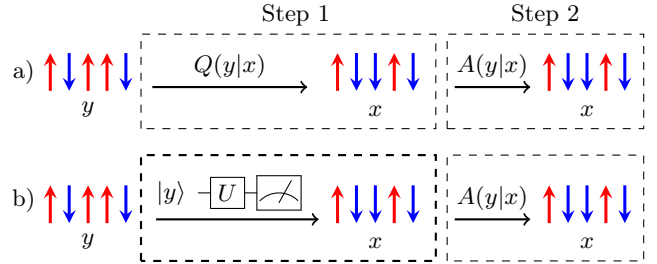 Step 1 Step 2
a) Q(y|x) A(y|x)
y x x
b) |y⟩ U A(y|x)
y x x